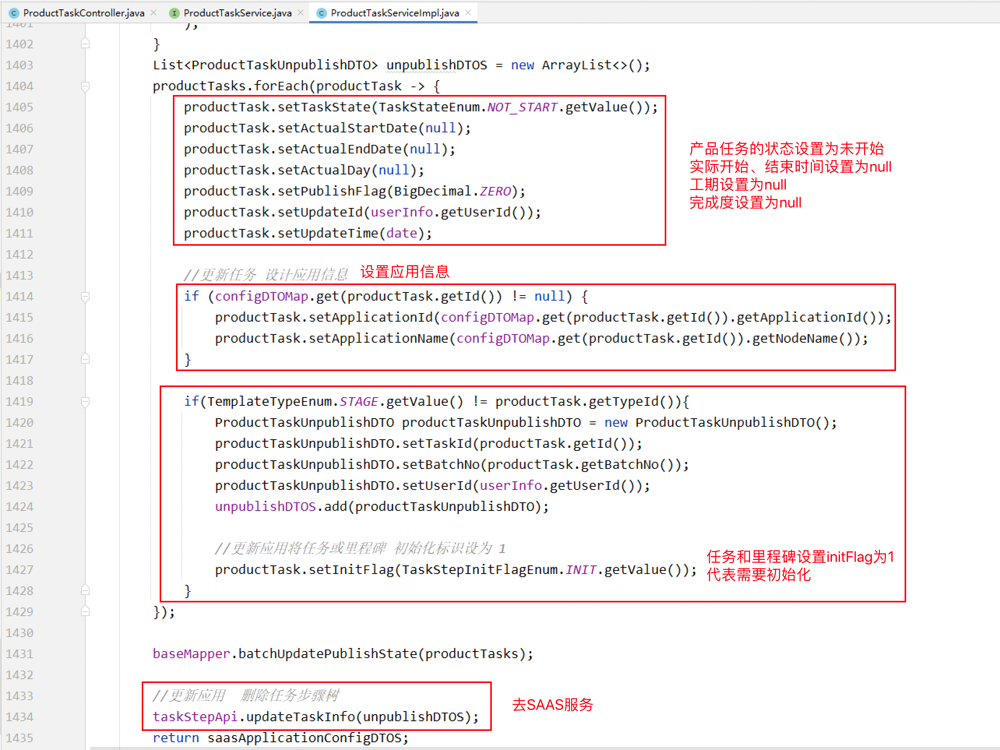 ProductTaskController.java
ProductTaskService.java
ProductTaskServiceImpl.java
1401 );
1402 }
1403 List<ProductTaskUnpublishDTO> unpublishDTOS = new ArrayList<>();
1404 productTasks.forEach(productTask -> {
1405 productTask.setTaskState(TaskStateEnum.NOT_START.getValue());
1406 productTask.setActualStartDate(null);
1407 productTask.setActualEndDate(null);
产品任务的状态设置为未开始
实际开始、结束时间设置为null
工期设置为null
完成度设置为null
1408 productTask.setActualDay(null);
1409 productTask.setPublishFlag(BigDecimal.ZERO);
1410 productTask.setUpdateId(userInfo.getUserId());
1411 productTask.setUpdateTime(date);
1412
1413 //更新任务 设计应用信息 设置应用信息
1414 if (configDTOMap.get(productTask.getId()) != null) {
1415 productTask.setApplicationId(configDTOMap.get(productTask.getId()).getApplicationId());
1416 productTask.setApplicationName(configDTOMap.get(productTask.getId()).getNodeName());
1417 }
1418
1419 if(TemplateTypeEnum.STAGE.getValue() != productTask.getTypeId()){
1420 ProductTaskUnpublishDTO productTaskUnpublishDTO = new ProductTaskUnpublishDTO();
1421 productTaskUnpublishDTO.setTaskId(productTask.getId());
1422 productTaskUnpublishDTO.setBatchNo(productTask.getBatchNo());
1423 productTaskUnpublishDTO.setUserId(userInfo.getUserId());
1424 unpublishDTOS.add(productTaskUnpublishDTO);
1425
1426 //更新应用将任务或里程碑 初始化标识设为 1
1427 productTask.setInitFlag(TaskStepInitFlagEnum.INIT.getValue());
任务和里程碑设置initFlag为1
代表需要初始化
1428 }
1429 });
1430
1431 baseMapper.batchUpdatePublishState(productTasks);
1432
1433 //更新应用 删除任务步骤树
去SAAS服务
1434 taskStepApi.updateTaskInfo(unpublishDTOS);
1435 return saasApplicationConfigDTOS;